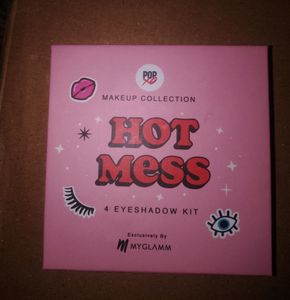 POP
MAKEUP COLLECTION
HOT
MESS
4 EYESHADOW KIT
Exclusively By
MYGLAMM